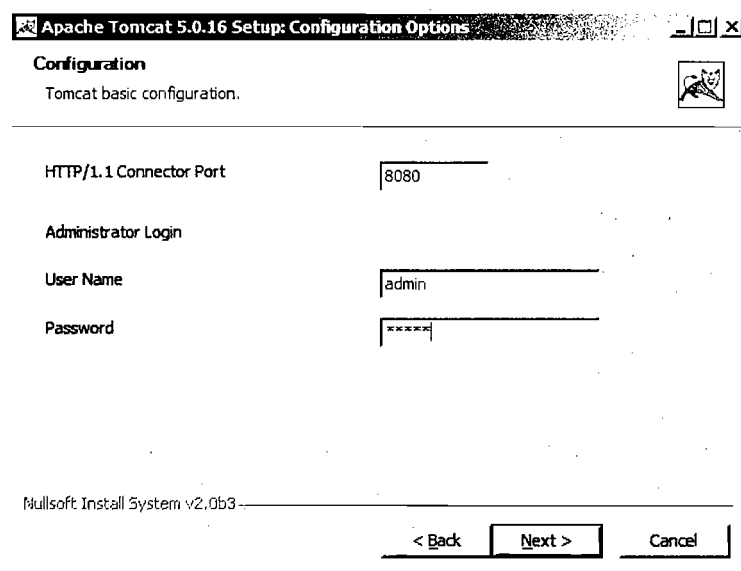 Apache Tomcat 5.0.16 Setup: Configuration Options
Configuration
Tomcat basic configuration.
HTTP/1.1 Connector Port
8080
Administrator Login
User Name
admin
Password
*****
Nullsoft Install System v2.0b3
< Back
Next >
Cancel